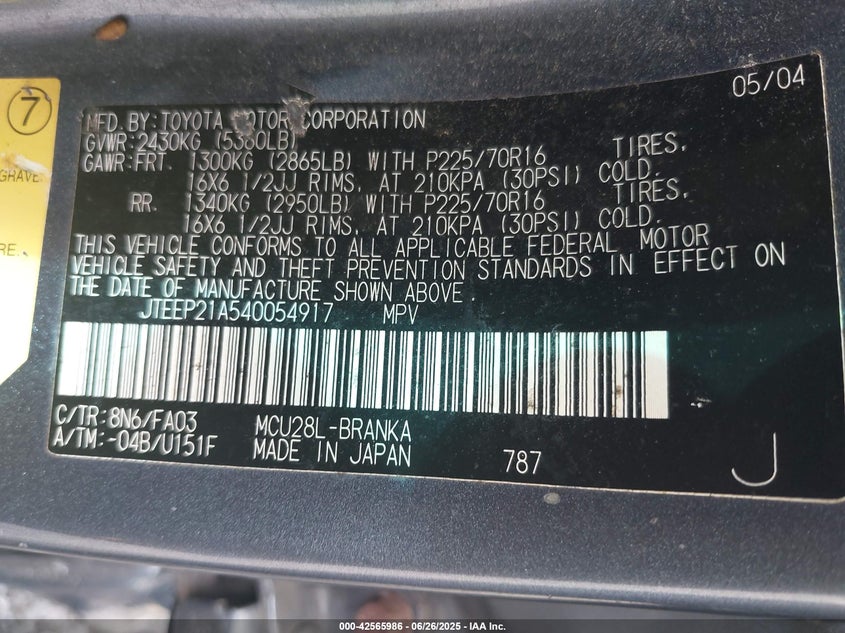 7
GRAVE
RE.
05/04
MFD. BY: TOYOTA MOTOR CORPORATION
GVWR: 2430KG (5360LB)
GAWR: FRT. 1300KG (2865LB) WITH P225/70R16 TIRES,
16X6 1/2JJ RIMS, AT 210KPA (30PSI) COLD.
RR. 1340KG (2950LB) WITH P225/70R16 TIRES,
16X6 1/2JJ RIMS, AT 210KPA (30PSI) COLD.
THIS VEHICLE CONFORMS TO ALL APPLICABLE FEDERAL MOTOR
VEHICLE SAFETY AND THEFT PREVENTION STANDARDS IN EFFECT ON
THE DATE OF MANUFACTURE SHOWN ABOVE.
JTEEP21A540054917 MPV
C/TR: 8N6/FA03 MCU28L-BRANKA
A/TM: -04B/U151F MADE IN JAPAN 787 J
000-42565986 - 06/26/2025 - IAA Inc.